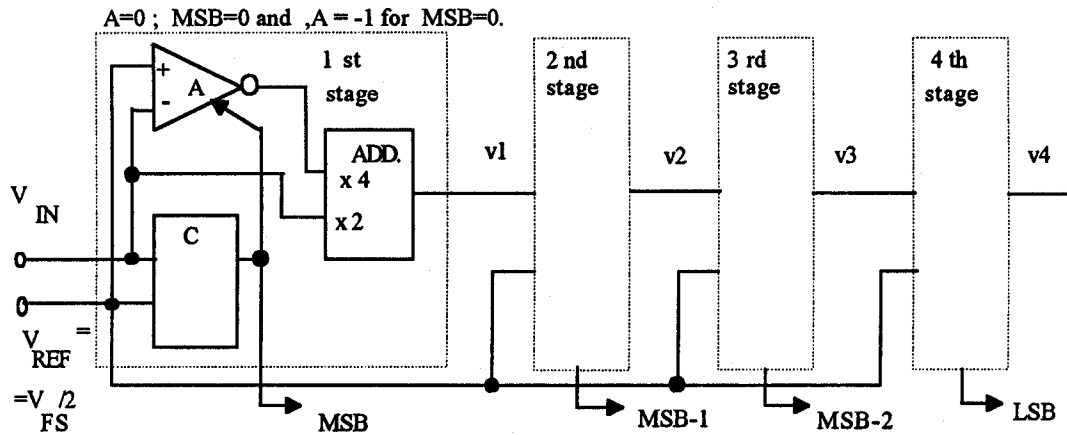 A=0 ; MSB=0 and ,A = -1 for MSB=0.
1 st
stage
2 nd
stage
3 rd
stage
4 th
stage
+
A
-
ADD.
x 4
x 2
v1
v2
v3
v4
V
IN
C
V =
REF
=V /2
FS
MSB
MSB-1
MSB-2
LSB